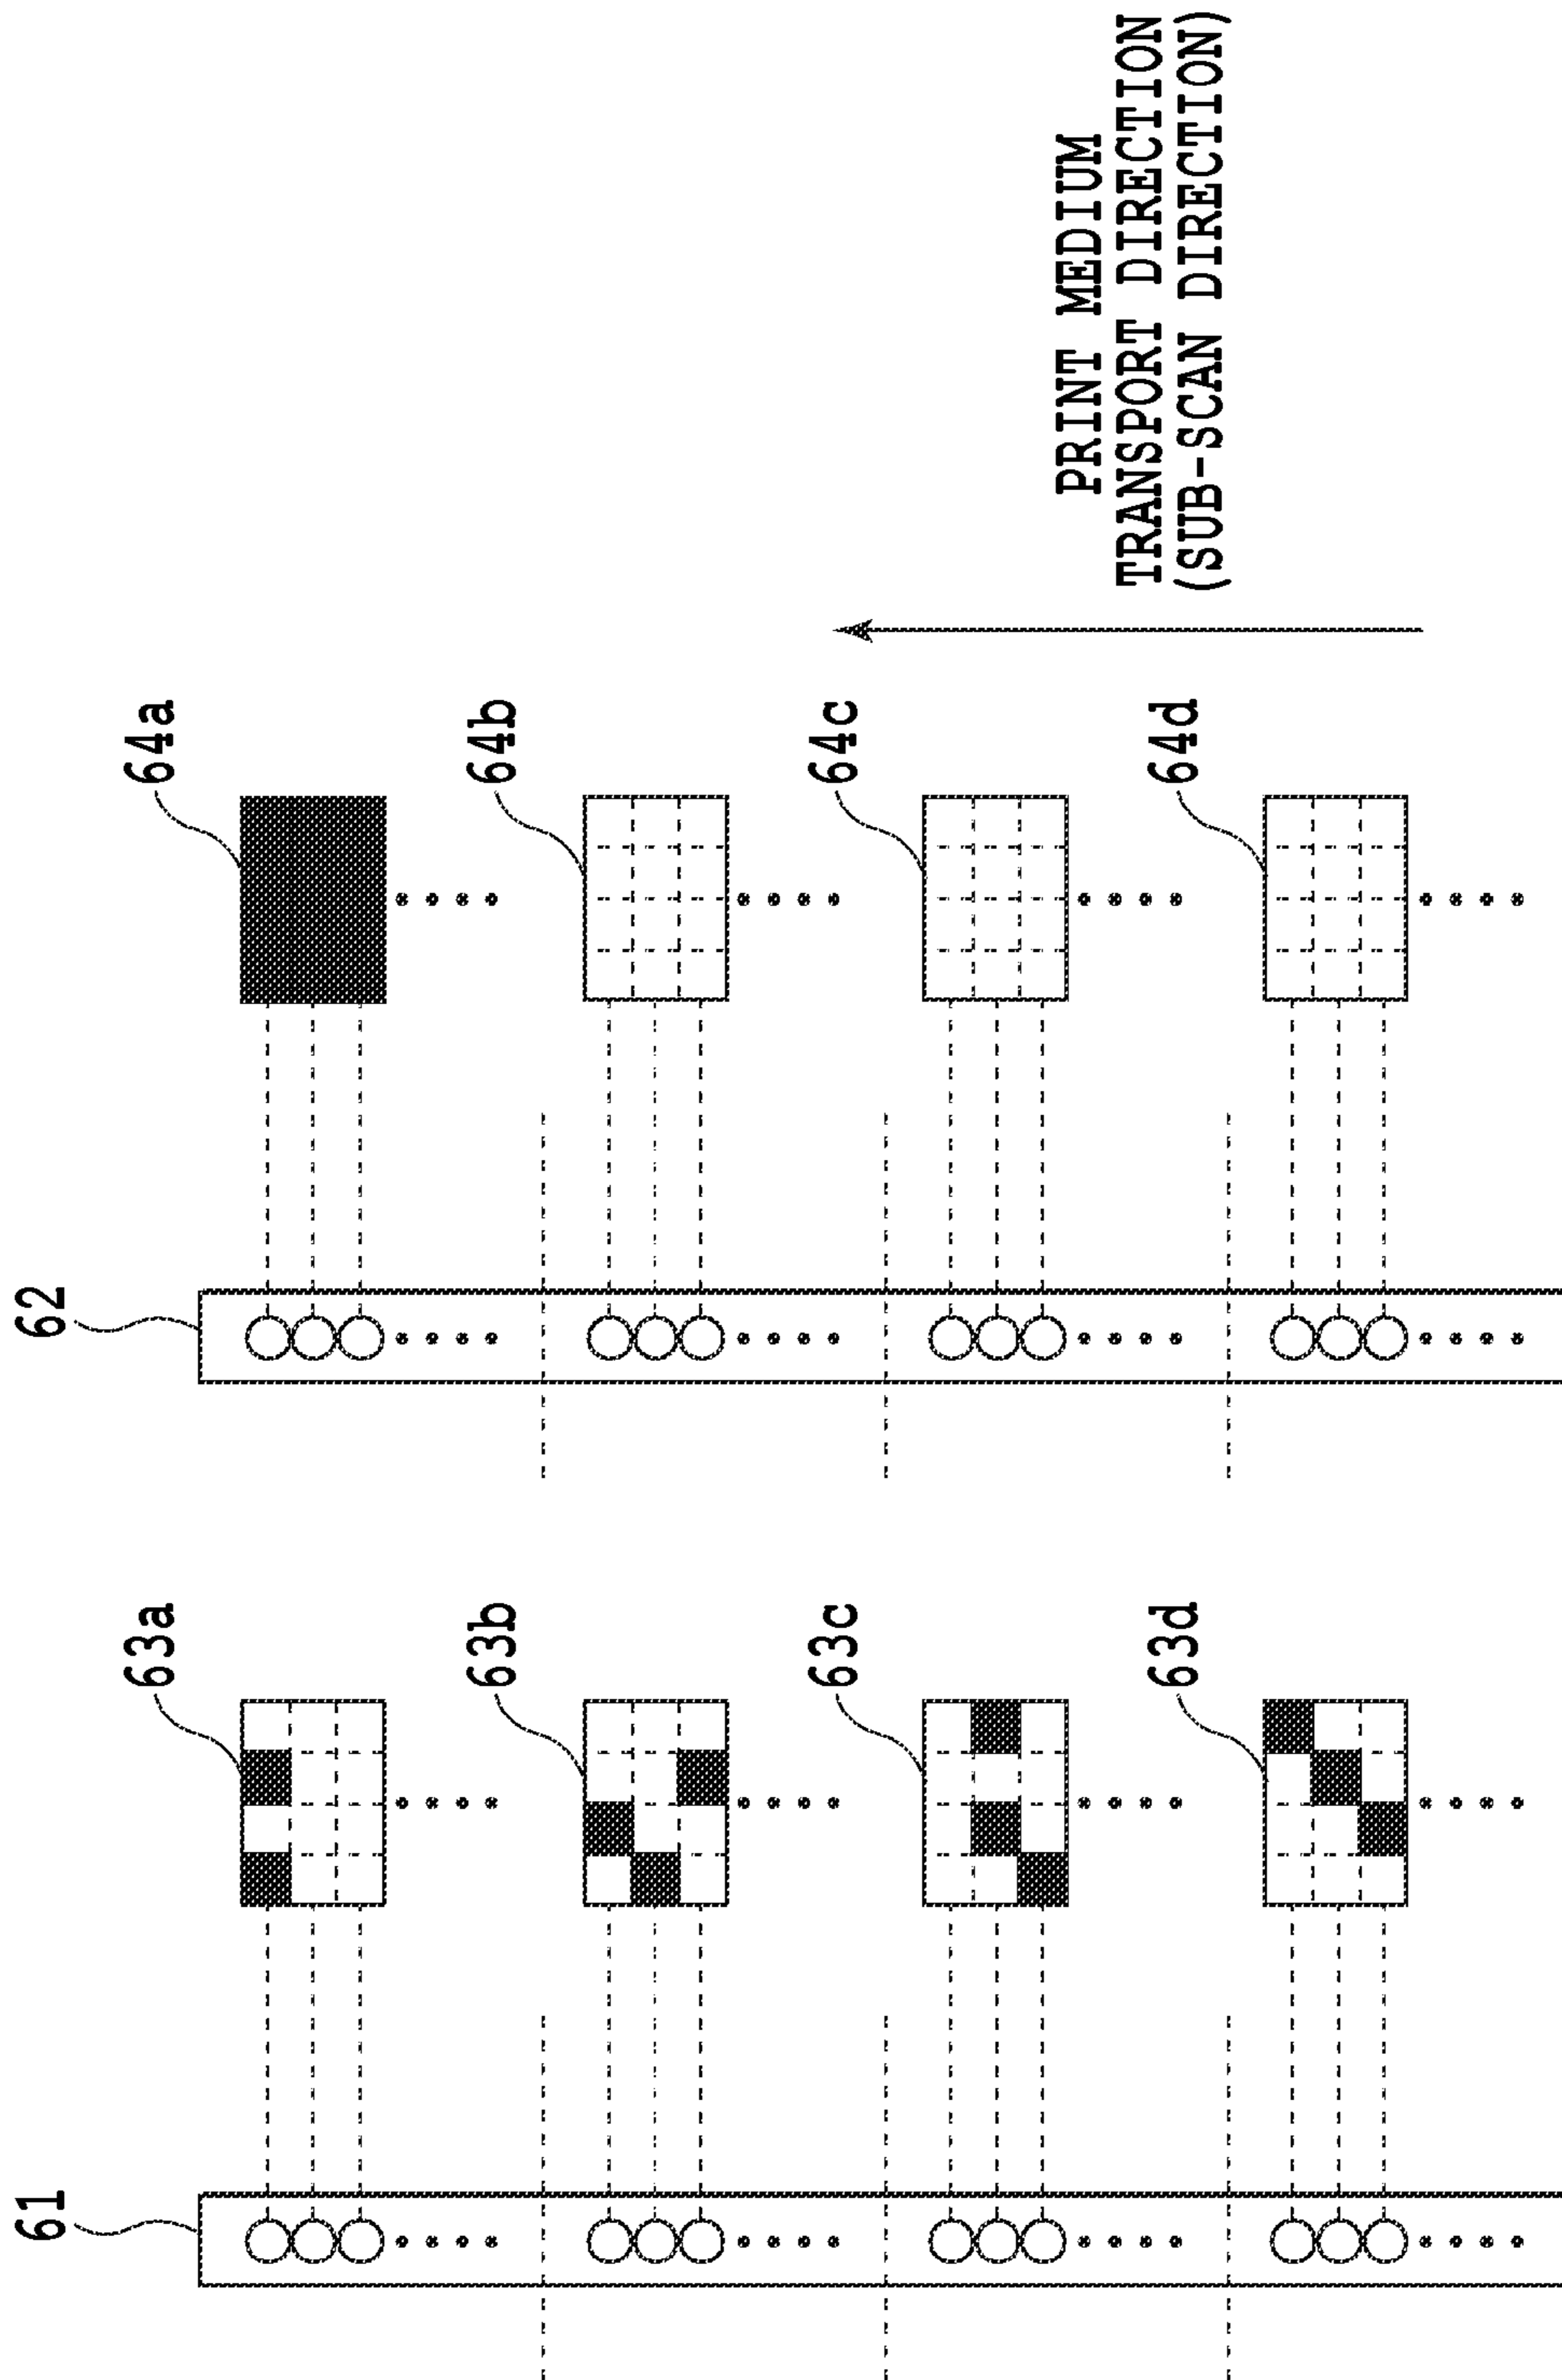 61
62
63a
63b
63c
63d
64a
64b
64c
64d
PRINT MEDIUM
TRANSPORT DIRECTION
(SUB-SCAN DIRECTION)